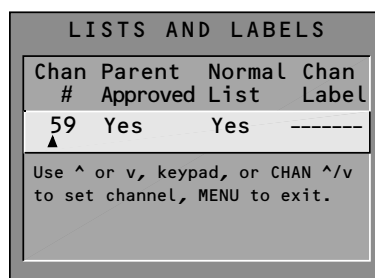 LISTS AND LABELS
Chan Parent Normal Chan
# Approved List Label
59 Yes Yes -------
Use ^ or v, keypad, or CHAN ^/v
to set channel, MENU to exit.